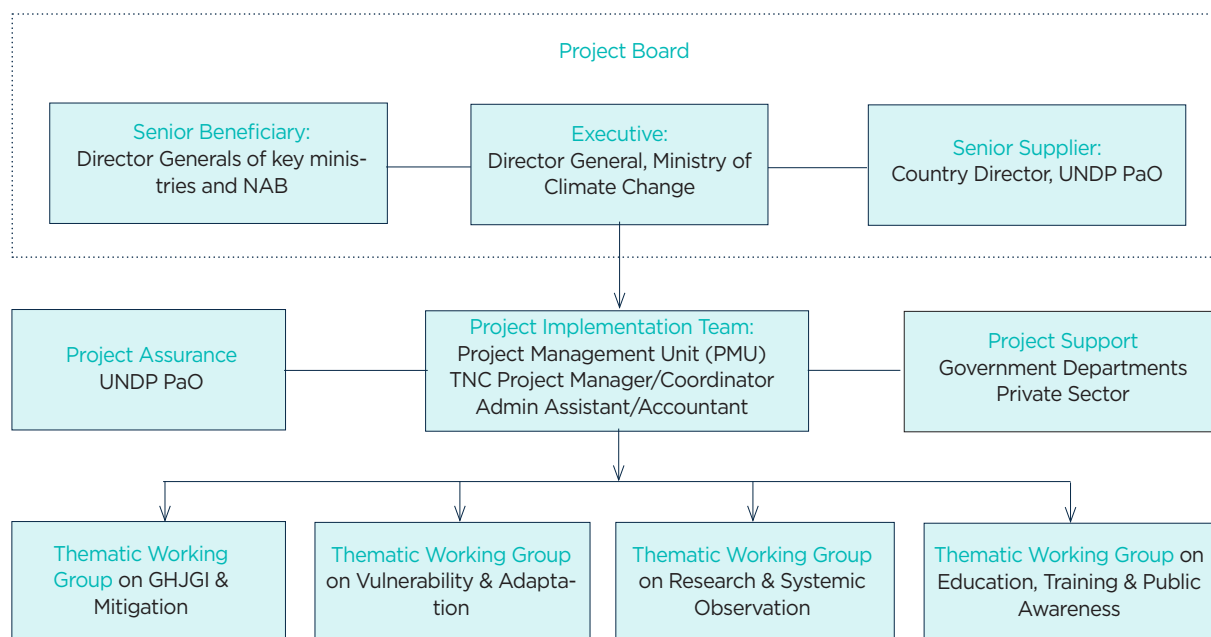 Project Board
Senior Beneficiary:
Director Generals of key minis-
tries and NAB
Executive:
Director General, Ministry of
Climate Change
Senior Supplier:
Country Director, UNDP PaO
Project Assurance
UNDP PaO
Project Implementation Team:
Project Management Unit (PMU)
TNC Project Manager/Coordinator
Admin Assistant/Accountant
Project Support
Government Departments
Private Sector
Thematic Working
Group on GHJGI &
Mitigation
Thematic Working Group
on Vulnerability & Adapta-
tion
Thematic Working Group
on Research & Systemic
Observation
Thematic Working Group on
Education, Training & Public
Awareness